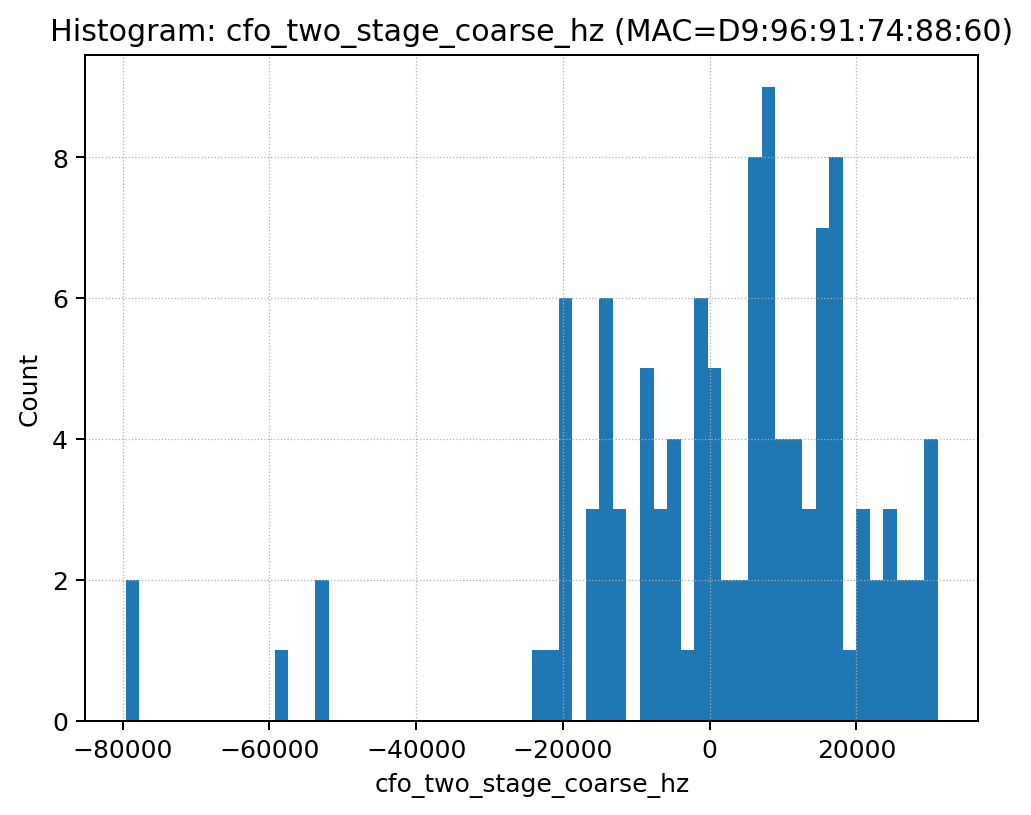 Histogram: cfo_two_stage_coarse_hz (MAC=D9:96:91:74:88:60)
8
6
4
2
0
Count
−80000 −60000 −40000 −20000 0 20000
cfo_two_stage_coarse_hz